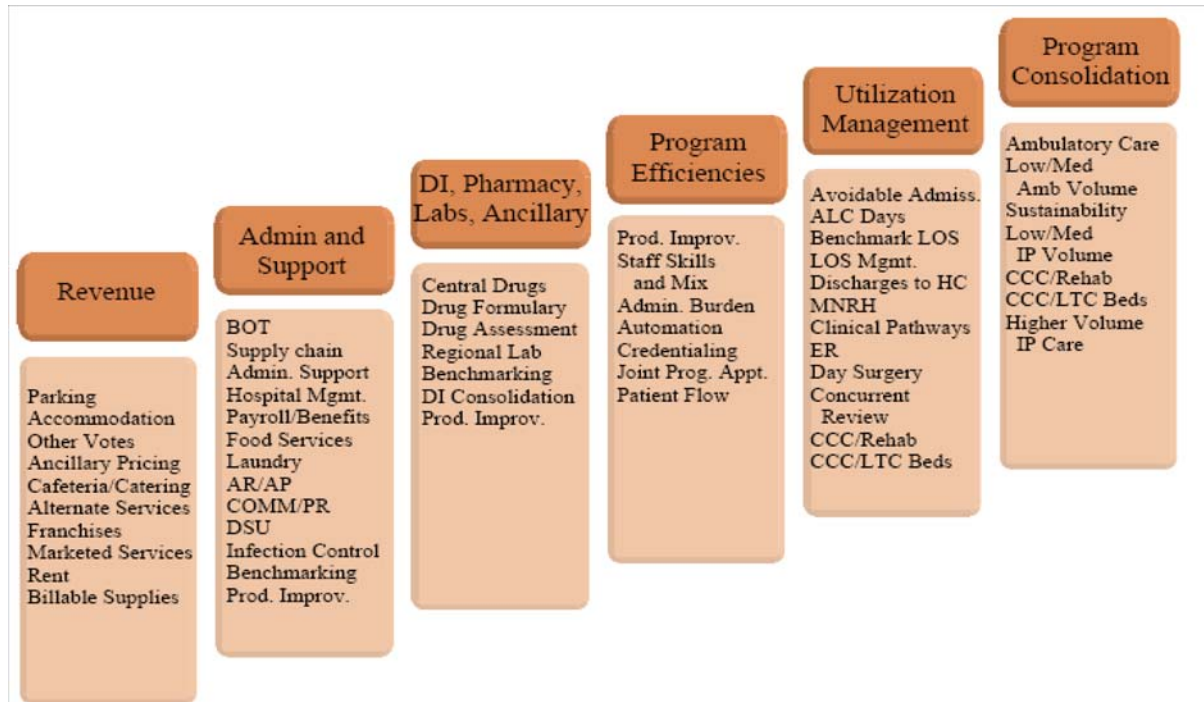 Revenue
Parking
Accommodation
Other Votes
Ancillary Pricing
Cafeteria/Catering
Alternate Services
Franchises
Marketed Services
Rent
Billable Supplies
Admin and
Support
BOT
Supply chain
Admin. Support
Hospital Mgmt.
Payroll/Benefits
Food Services
Laundry
AR/AP
COMM/PR
DSU
Infection Control
Benchmarking
Prod. Improv.
DI, Pharmacy,
Labs, Ancillary
Central Drugs
Drug Formulary
Drug Assessment
Regional Lab
Benchmarking
DI Consolidation
Prod. Improv.
Program
Efficiencies
Prod. Improv.
Staff Skills
and Mix
Admin. Burden
Automation
Credentialing
Joint Prog. Appt.
Patient Flow
Utilization
Management
Avoidable Admiss.
ALC Days
Benchmark LOS
LOS Mgmt.
Discharges to HC
MNRH
Clinical Pathways
ER
Day Surgery
Concurrent
Review
CCC/Rehab
CCC/LTC Beds
Program
Consolidation
Ambulatory Care
Low/Med
Amb Volume
Sustainability
Low/Med
IP Volume
CCC/Rehab
CCC/LTC Beds
Higher Volume
IP Care